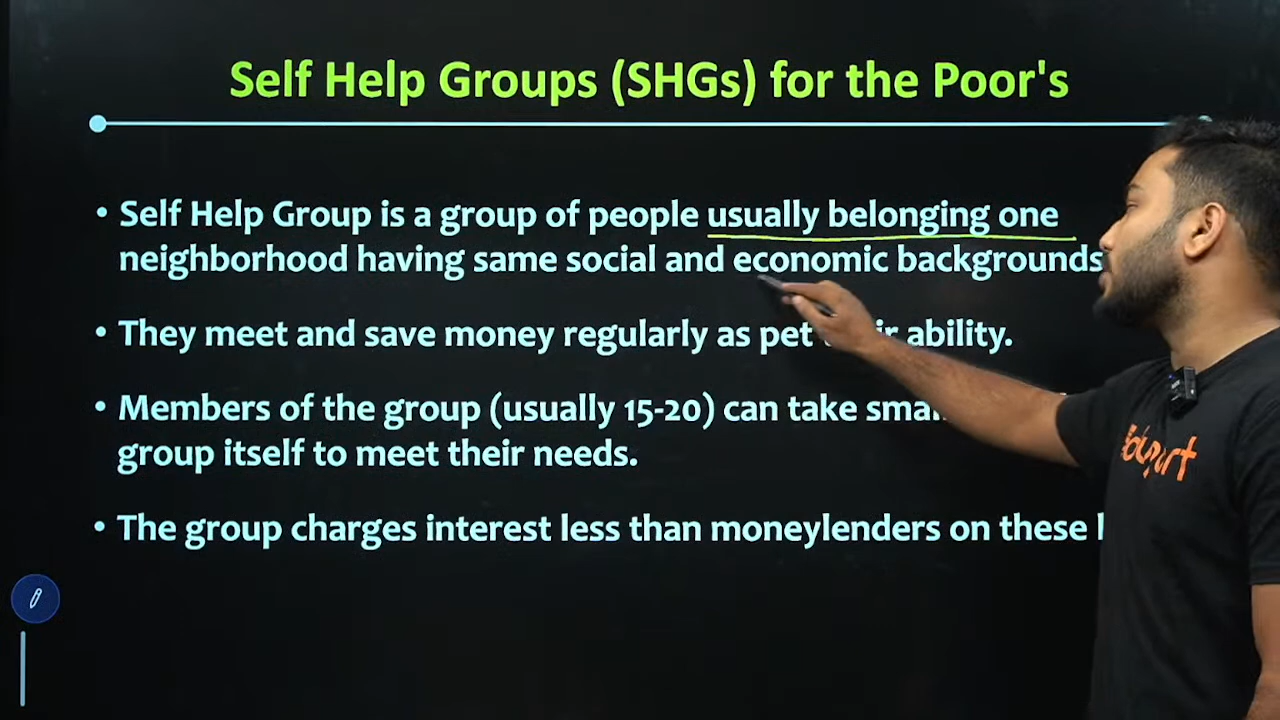 Self Help Groups (SHGs) for the Poor's
• Self Help Group is a group of people usually belonging one
neighborhood having same social and economic backgrounds
• They meet and save money regularly as pet ability.
• Members of the group (usually 15-20) can take
group itself to meet their needs.
• The group charges interest less than moneylenders on these